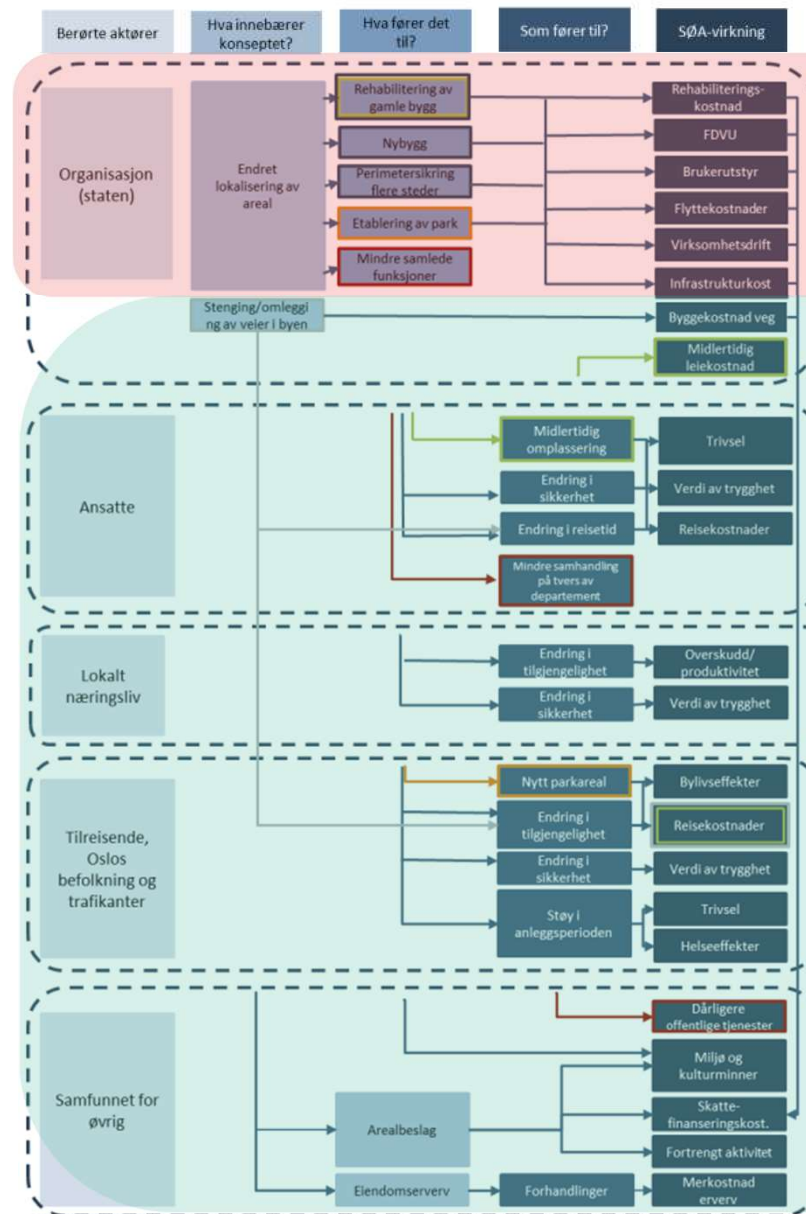 Berørte aktører
Hva innebærer
konseptet?
Hva fører det
til?
Som fører til?
SØA-virkning
Organisasjon
(staten)
Endret
lokalisering av
areal
Rehabilitering av
gamle bygg
Nybygg
Perimetersikring
flere steder
Etablering av park
Mindre samlede
funksjoner
Rehabiliterings-
kostnad
FDVU
Brukerutstyr
Flyttekostnader
Virksomhetsdrift
Infrastrukturkost
Stenging/omleggi
ng av veier i byen
Byggekostnad veg
Midlertidig
leiekostnad
Ansatte
Midlertidig
omplassering
Endring i
sikkerhet
Endring i reisetid
Mindre samhandling
på tvers av
departement
Trivsel
Verdi av trygghet
Reisekostnader
Lokalt
næringsliv
Endring i
tilgjengelighet
Endring i
sikkerhet
Overskudd/
produktivitet
Verdi av trygghet
Tilreisende,
Oslos
befolkning og
trafikanter
Nytt parkareal
Endring i
tilgjengelighet
Endring i
sikkerhet
Støy i
anleggsperioden
Bylivseffekter
Reisekostnader
Verdi av trygghet
Trivsel
Helseeffekter
Samfunnet for
øvrig
Arealbeslag
Eiendomserverv
Forhandlinger
Dårligere
offentlige tjenester
Miljø og
kulturminner
Skatte-
finansieringskost.
Fortrengt aktivitet
Merkostnad
erverv